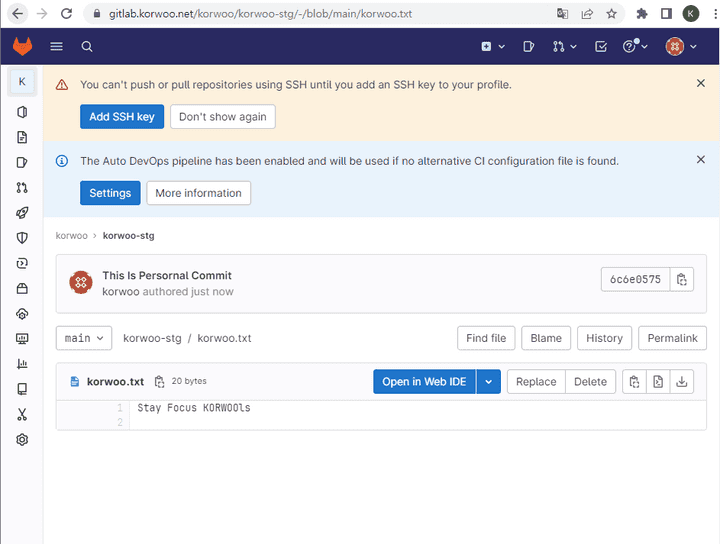 gitlab.korwoo.net/korwoo/korwoo-stg/-/blob/main/korwoo.txt
K
K
You can't push or pull repositories using SSH until you add an SSH key to your profile.
Add SSH key Don't show again
The Auto DevOps pipeline has been enabled and will be used if no alternative CI configuration file is found.
Settings More information
korwoo › korwoo-stg
This Is Persornal Commit
korwoo authored just now
6c6e0575
main korwoo-stg / korwoo.txt Find file Blame History Permalink
korwoo.txt 20 bytes Open in Web IDE Replace Delete
1 Stay Focus KORWOOls
2